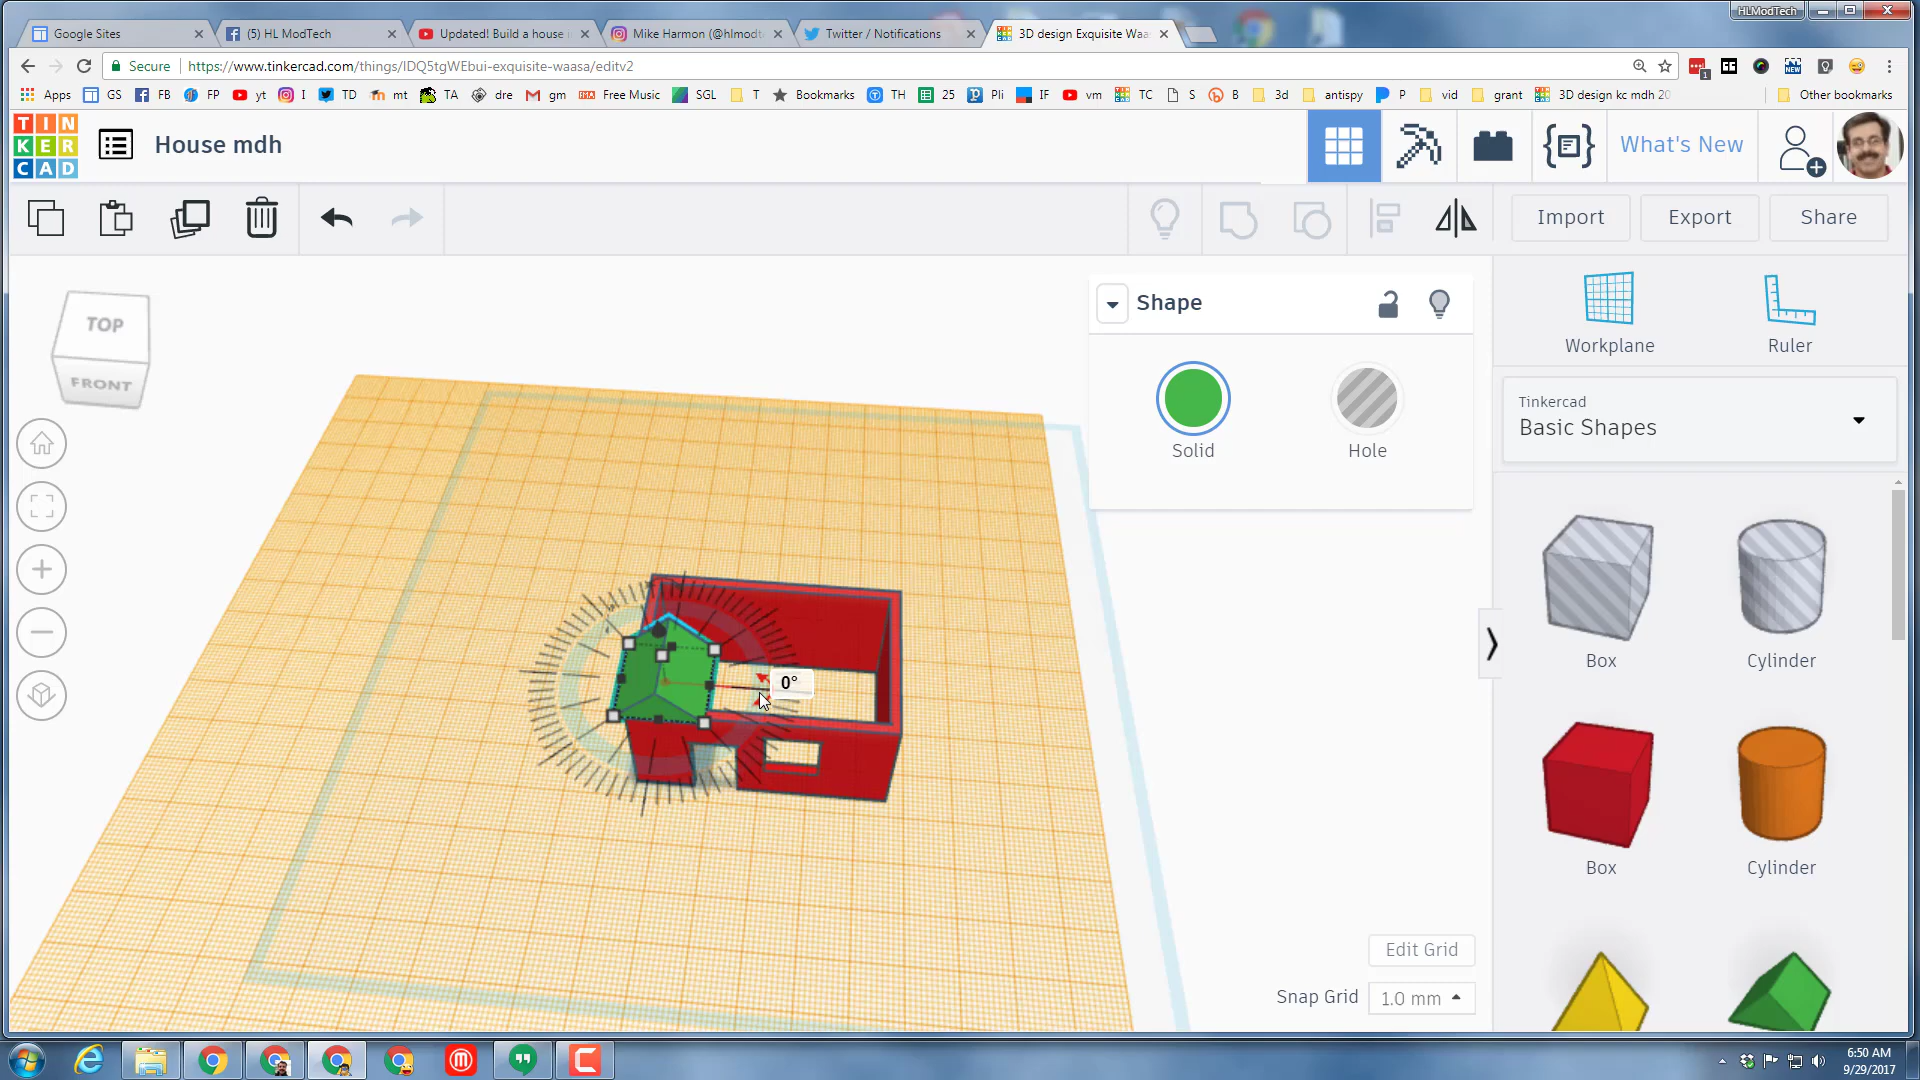 HLModTech
Google Sites
(5) HL ModTech
Updated! Build a house i
Mike Harmon (@hlmodt
Twitter / Notifications
3D design Exquisite Waa
Secure
https://www.tinkercad.com/things/lDQ5tgWEbui-exquisite-waasa/editv2
1
NEW
Apps GS FB FP yt I TD mt TA dre gm Free Music SGL T Bookmarks TH 25 Pli IF vm TC S B 3d antispy P vid grant 3D design kc mdh 20 Other bookmarks
TIN
KER
CAD
House mdh
What's New
Import
Export
Share
TOP
FRONT
Shape
Solid
Hole
Workplane
Ruler
Tinkercad
Basic Shapes
0°
Box
Cylinder
Box
Cylinder
Edit Grid
Snap Grid
1.0 mm
6:50 AM
9/29/2017